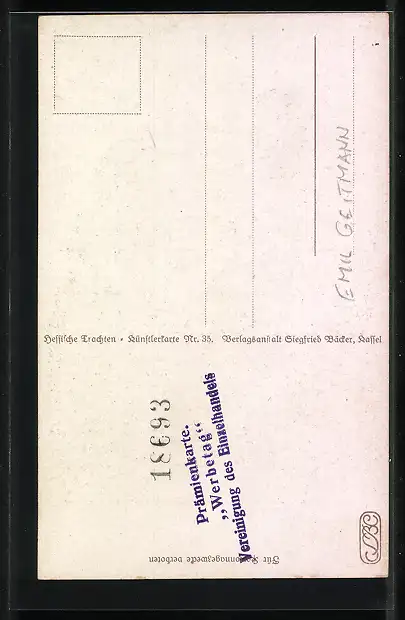 EMIL GEITMANN
Hessische Trachten • Künstlerkarte Nr. 35. Verlagsanstalt Siegfried Bäcker, Kassel
18693
Prämienkarte.
„Werbetag“
Vereinigung des Einzelhandels
Für verboten